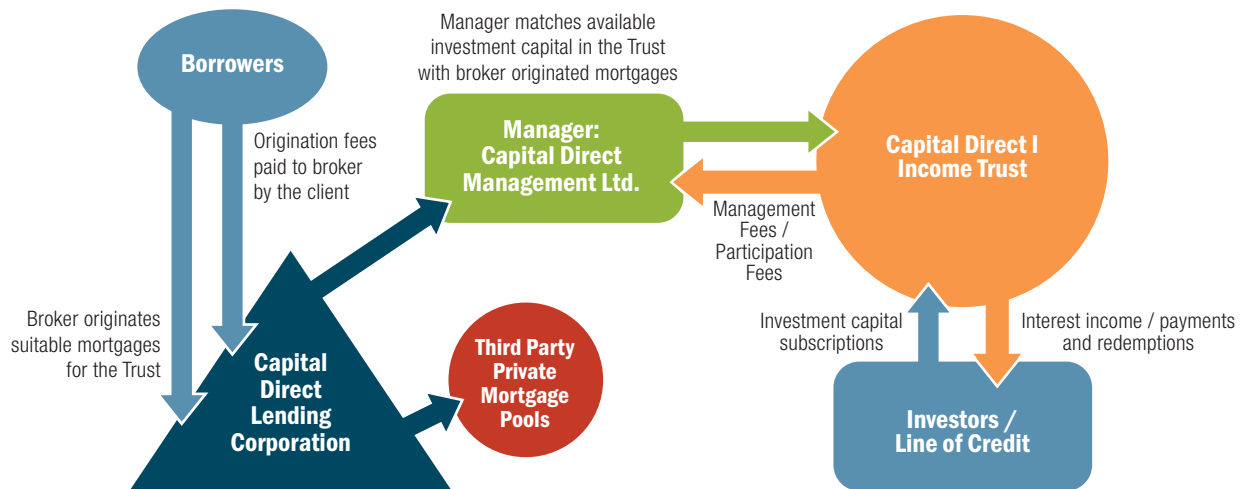 Borrowers
Origination fees
paid to broker
by the client
Broker originates
suitable mortgages
for the Trust
Capital
Direct
Lending
Corporation
Third Party
Private
Mortgage
Pools
Manager matches available
investment capital in the Trust
with broker originated mortgages
Manager:
Capital Direct
Management Ltd.
Management
Fees /
Participation
Fees
Capital Direct I
Income Trust
Investment capital
subscriptions
Interest income / payments
and redemptions
Investors /
Line of Credit